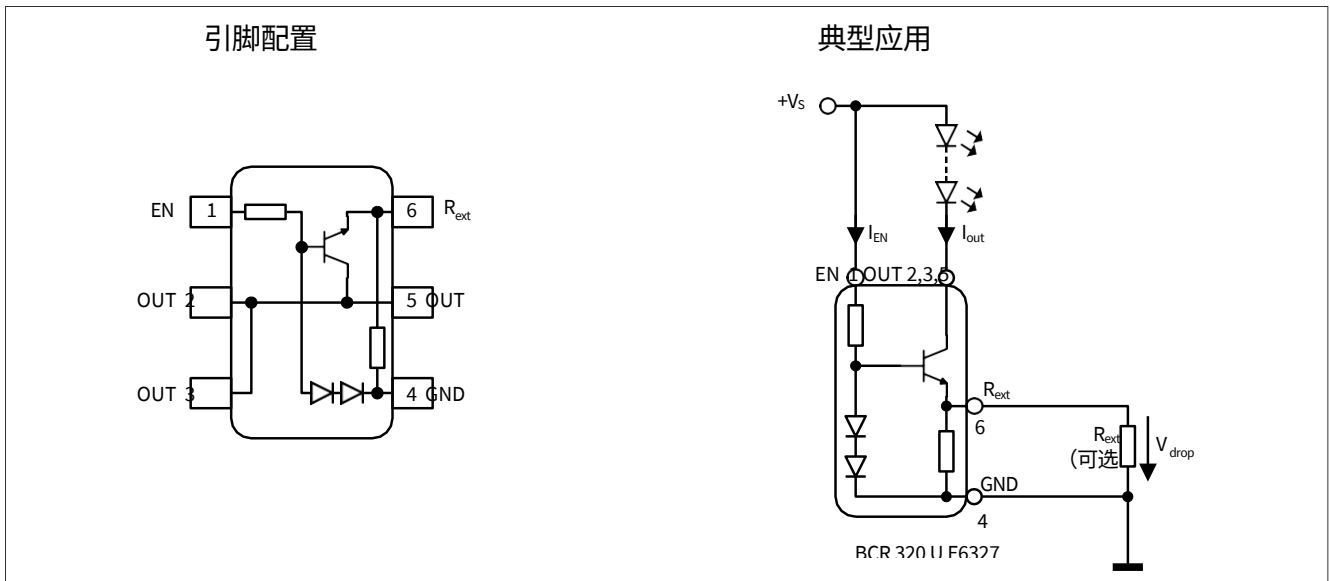 引脚配置
典型应用
EN 1
6 Rext
OUT 2
5 OUT
OUT 3
4 GND
+VS
IEN
Iout
EN 1 OUT 2,3,5
Rext
6
Rext
(可选
Vdrop
GND
4
BCR 320 U E6327